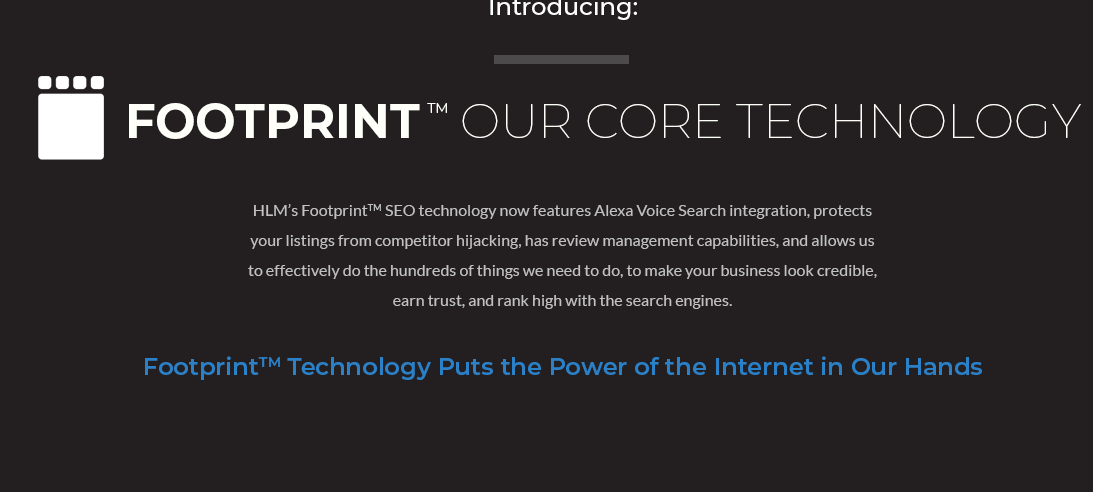 Introducing:
FOOTPRINT™ OUR CORE TECHNOLOGY
HLM’s Footprint™ SEO technology now features Alexa Voice Search integration, protects
your listings from competitor hijacking, has review management capabilities, and allows us
to effectively do the hundreds of things we need to do, to make your business look credible,
earn trust, and rank high with the search engines.
Footprint™ Technology Puts the Power of the Internet in Our Hands